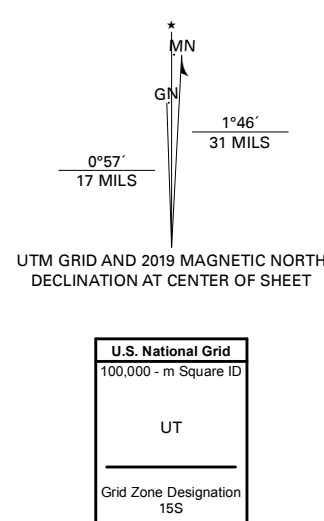 MN
GN
1°46´
31 MILS
0°57´
17 MILS
UTM GRID AND 2019 MAGNETIC NORTH
DECLINATION AT CENTER OF SHEET
U.S. National Grid
100,000 - m Square ID
UT
Grid Zone Designation
15S